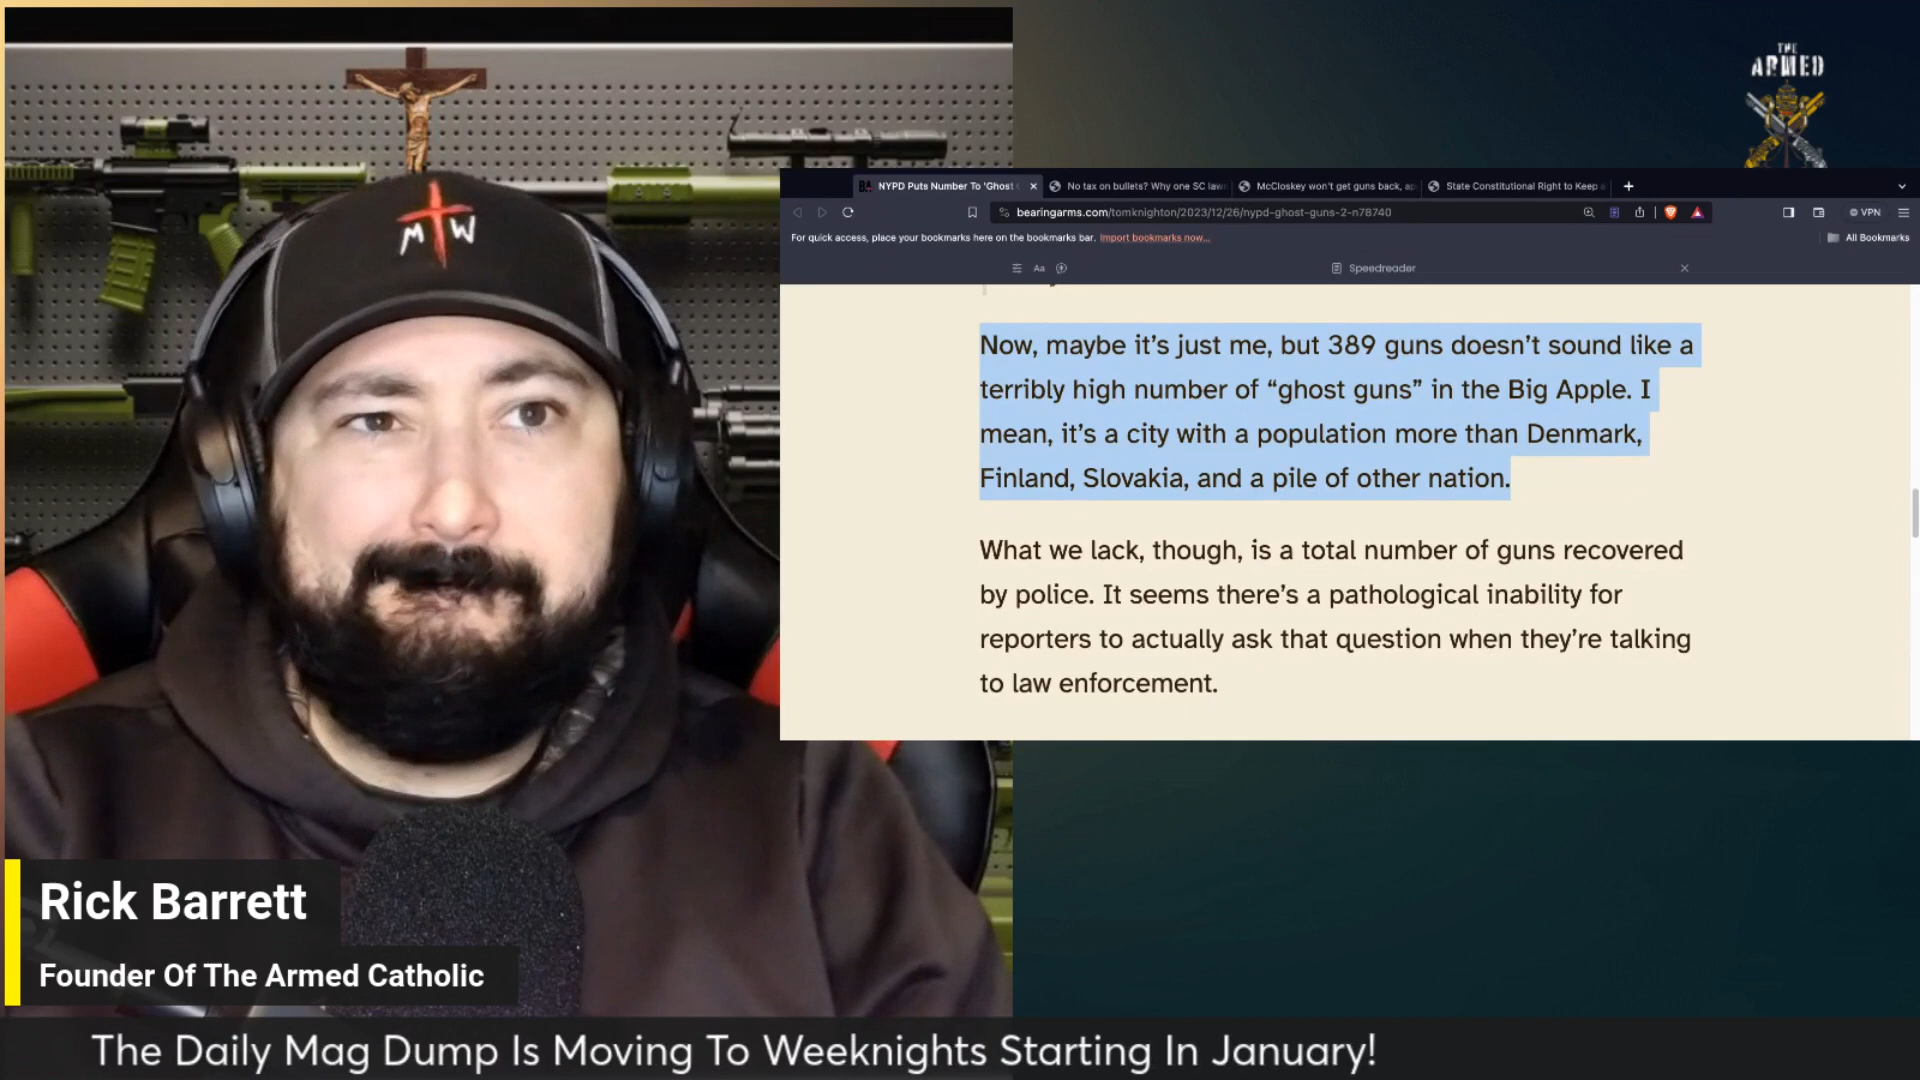 THE
ARMED
M W
NYPD Puts Number To 'Ghost
No tax on bullets? Why one SC law
McCloskey won't get guns back, ap
State Constitutional Right to Keep
bearingarms.com/tomknighton/2023/12/26/nypd-ghost-guns-2-n78740
VPN
For quick access, place your bookmarks here on the bookmarks bar. Import bookmarks now...
All Bookmarks
Aa
Speedreader
Now, maybe it's just me, but 389 guns doesn't sound like a
terribly high number of “ghost guns” in the Big Apple. I
mean, it's a city with a population more than Denmark,
Finland, Slovakia, and a pile of other nation.
What we lack, though, is a total number of guns recovered
by police. It seems there's a pathological inability for
reporters to actually ask that question when they're talking
to law enforcement.
Rick Barrett
Founder Of The Armed Catholic
The Daily Mag Dump Is Moving To Weeknights Starting In January!